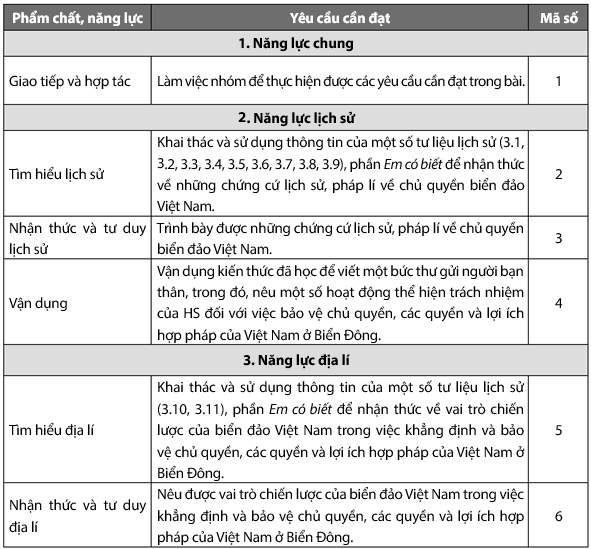 Phẩm chất, năng lực Yêu cầu cần đạt Mã số
1. Năng lực chung
Giao tiếp và hợp tác Làm việc nhóm để thực hiện được các yêu cầu cần đạt trong bài. 1
2. Năng lực lịch sử
Tìm hiểu lịch sử Khai thác và sử dụng thông tin của một số tư liệu lịch sử (3.1,
3.2, 3.3, 3.4, 3.5, 3.6, 3.7, 3.8, 3.9), phần Em có biết để nhận thức
về những chứng cứ lịch sử, pháp lí về chủ quyền biển đảo
Việt Nam. 2
Nhận thức và tư duy
lịch sử Trình bày được những chứng cứ lịch sử, pháp lí về chủ quyền
biển đảo Việt Nam. 3
Vận dụng Vận dụng kiến thức đã học để viết một bức thư gửi người bạn
thân, trong đó, nêu một số hoạt động thể hiện trách nhiệm
của HS đối với việc bảo vệ chủ quyền, các quyền và lợi ích
hợp pháp của Việt Nam ở Biển Đông. 4
3. Năng lực địa lí
Tìm hiểu địa lí Khai thác và sử dụng thông tin của một số tư liệu lịch sử
(3.10, 3.11), phần Em có biết để nhận thức về vai trò chiến
lược của biển đảo Việt Nam trong việc khẳng định và bảo
vệ chủ quyền, các quyền và lợi ích hợp pháp của Việt Nam ở
Biển Đông. 5
Nhận thức và tư duy
địa lí Nêu được vai trò chiến lược của biển đảo Việt Nam trong việc
khẳng định và bảo vệ chủ quyền, các quyền và lợi ích hợp
pháp của Việt Nam ở Biển Đông. 6